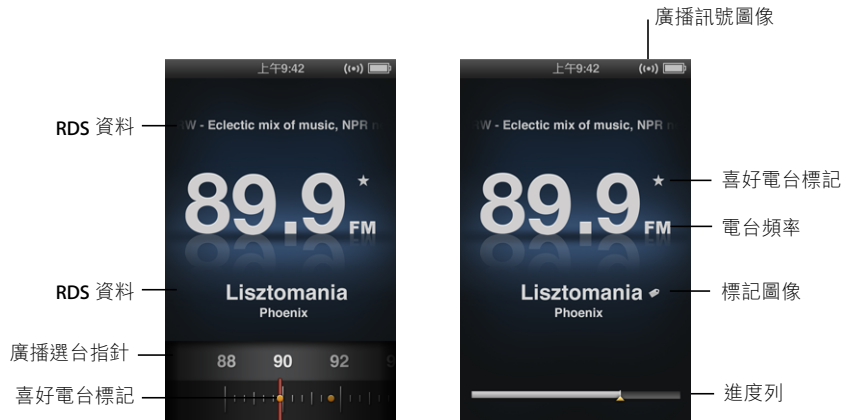 廣播訊號圖像
上午9:42
上午9:42
RDS 資料
W - Eclectic mix of music, NPR
W - Eclectic mix of music, NPR
89.9 FM
89.9 FM
喜好電台標記
電台頻率
RDS 資料
Lisztomania
Phoenix
Lisztomania
Phoenix
標記圖像
廣播選台指針
88 90 92
喜好電台標記
進度列